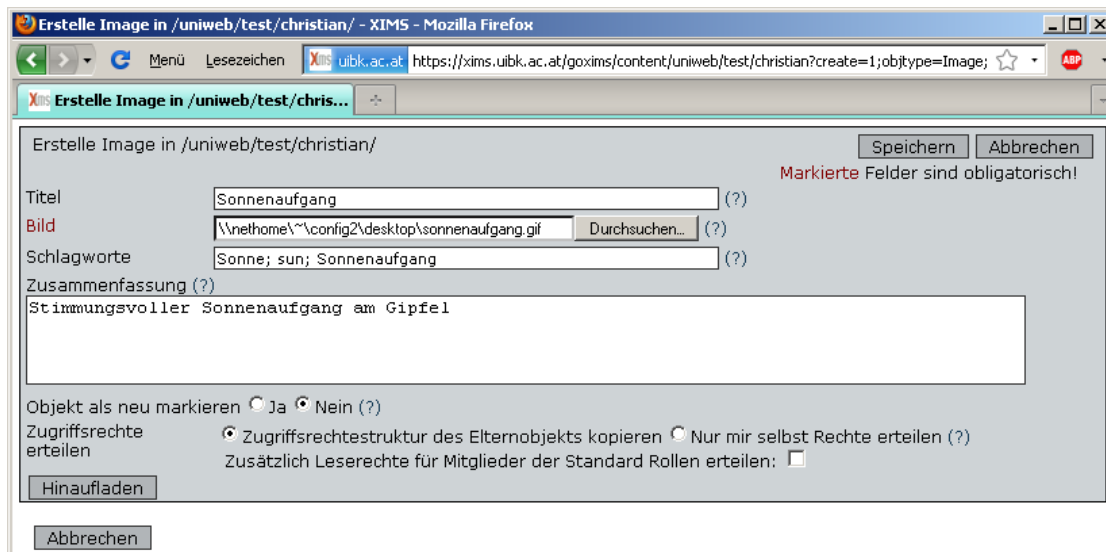 Erstelle Image in /uniweb/test/christian/ - XIMS - Mozilla Firefox
Menü Lesezeichen Xims uibk.ac.at https://xims.uibk.ac.at/goxims/content/uniweb/test/christian?create=1;objtype=Image; ABP
Xims Erstelle Image in /uniweb/test/chris...
Erstelle Image in /uniweb/test/christian/ Speichern Abbrechen
Markierte Felder sind obligatorisch!
Titel Sonnenaufgang (?)
Bild \\nethome\~\config2\desktop\sonnenaufgang.gif Durchsuchen... (?)
Schlagworte Sonne; sun; Sonnenaufgang (?)
Zusammenfassung (?)
Stimmungsvoller Sonnenaufgang am Gipfel
Objekt als neu markieren Ja Nein (?)
Zugriffsrechte erteilen Zugriffsrechtestruktur des Elternobjekts kopieren Nur mir selbst Rechte erteilen (?)
Zusätzlich Leserechte für Mitglieder der Standard Rollen erteilen:
Hinaufladen
Abbrechen